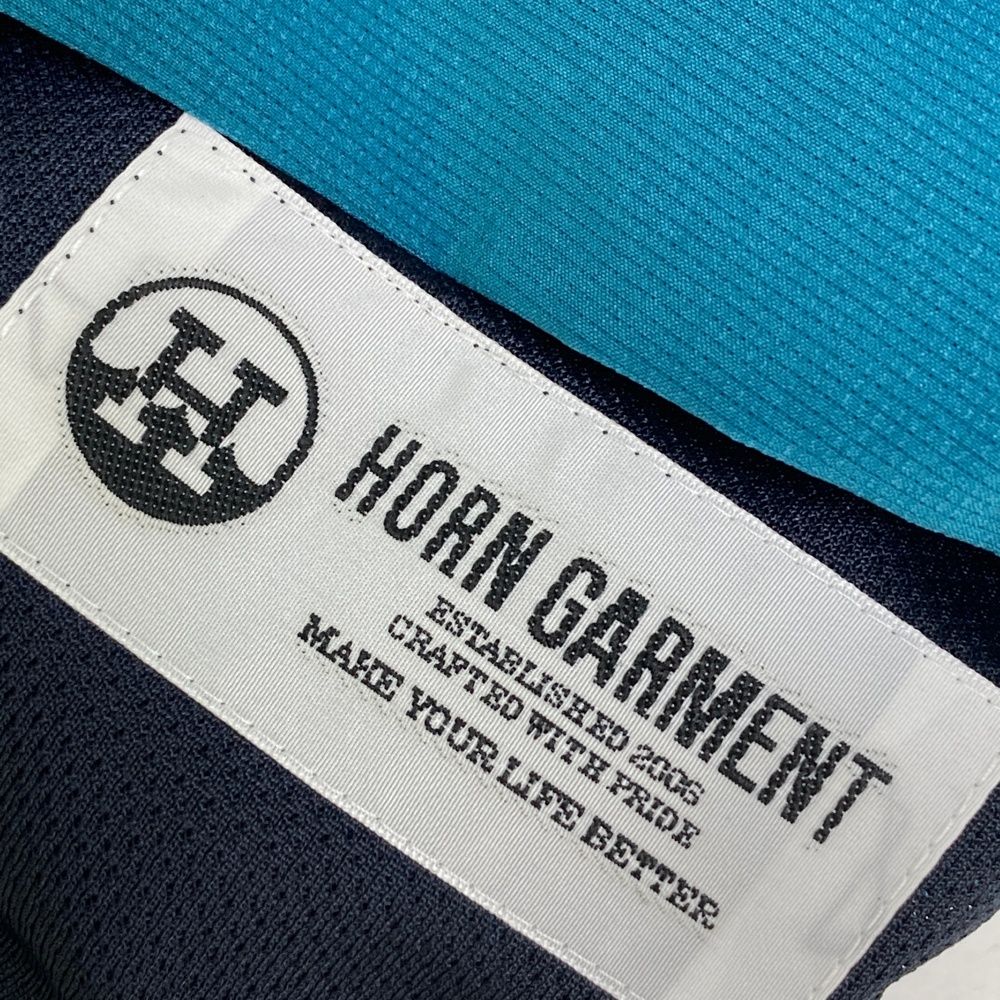 H
HORN GARMENT
ESTABLISHED 2006
CRAFTED WITH PRIDE
MAKE YOUR LIFE BETTER